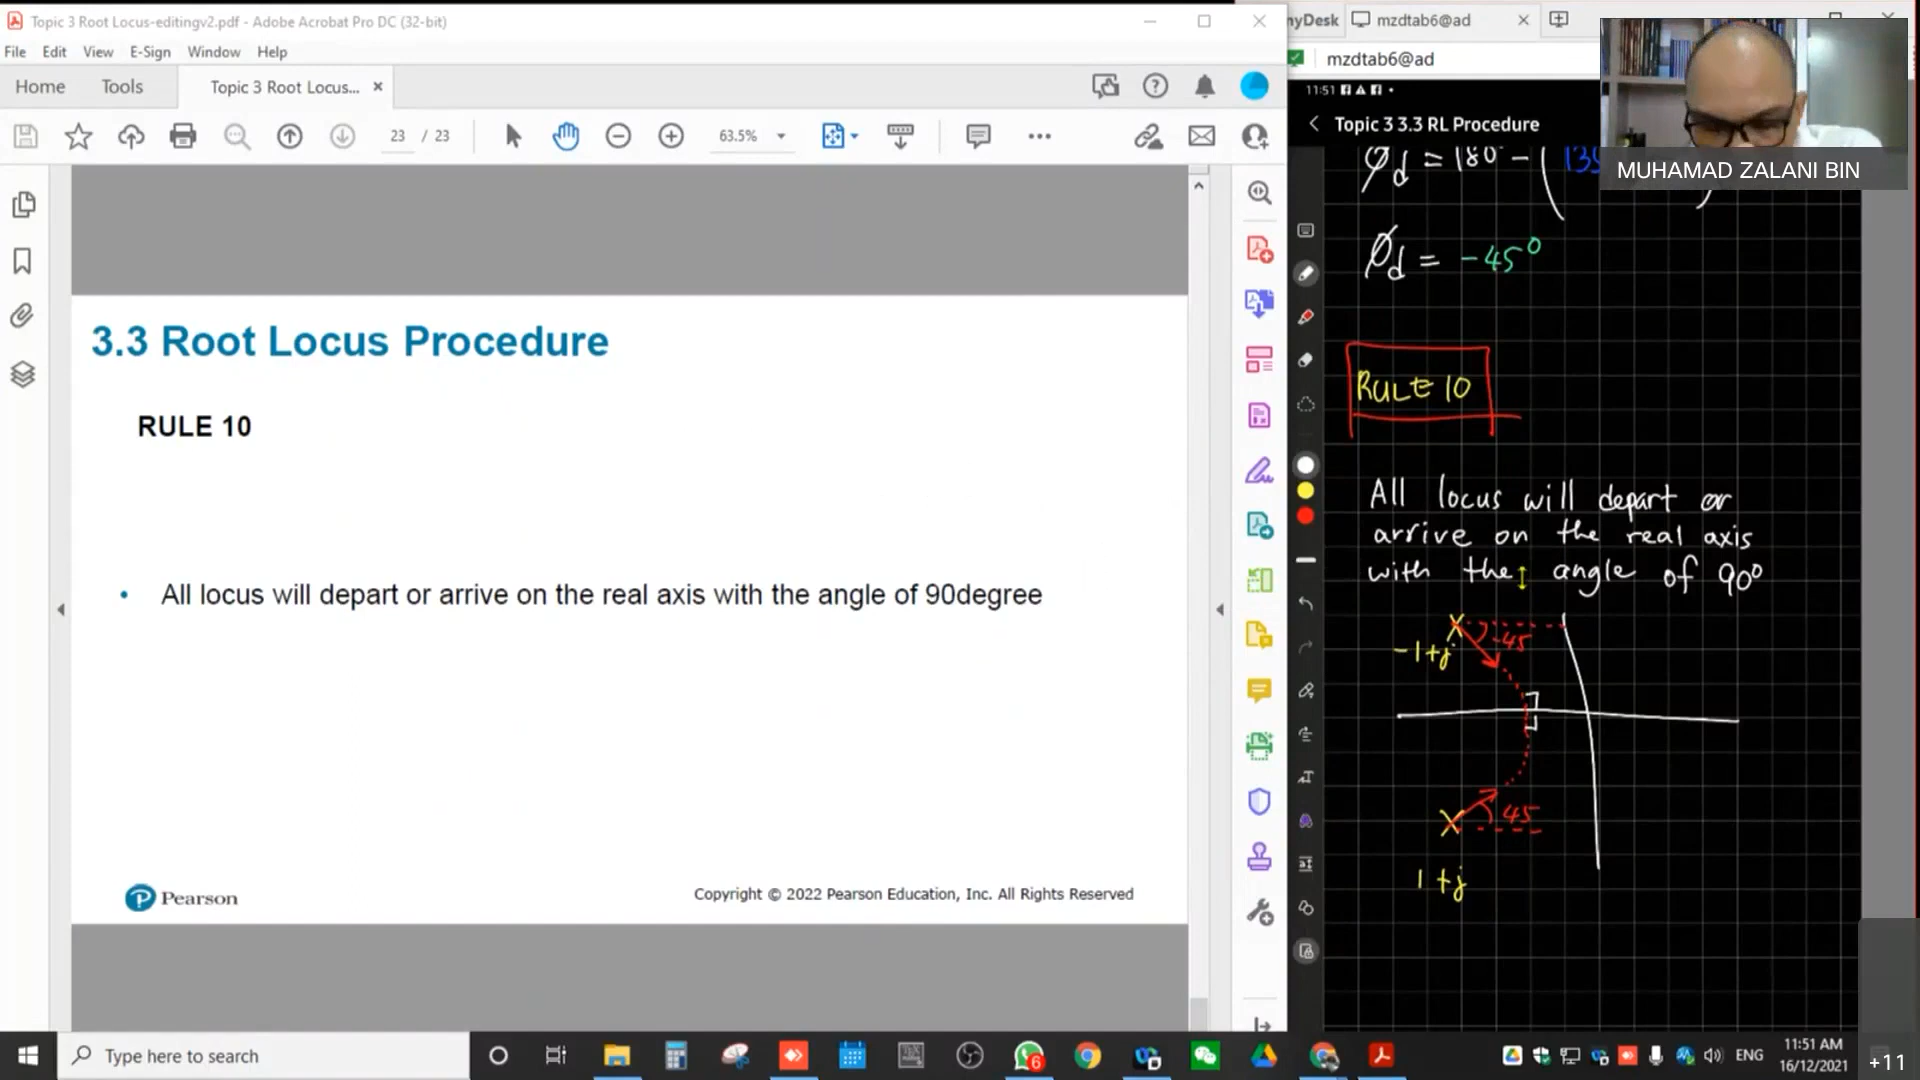 Topic 3 Root Locus-editingv2.pdf - Adobe Acrobat Pro DC (32-bit)
File Edit View E-Sign Window Help
Home Tools Topic 3 Root Locus...
23 / 23 63.5%
3.3 Root Locus Procedure
RULE 10
• All locus will depart or arrive on the real axis with the angle of 90degree
Pearson
Copyright © 2022 Pearson Education, Inc. All Rights Reserved
nyDesk mzdtab6@ad
mzdtab6@ad
11:51
Topic 3 3.3 RL Procedure
MUHAMAD ZALANI BIN
Ød = 180° - (
Ød = -45°
RULE 10
All locus will depart or
arrive on the real axis
with the angle of 90°
-45
-1+j
45
1+j
Type here to search
6
ENG
11:51 AM
16/12/2021
+11